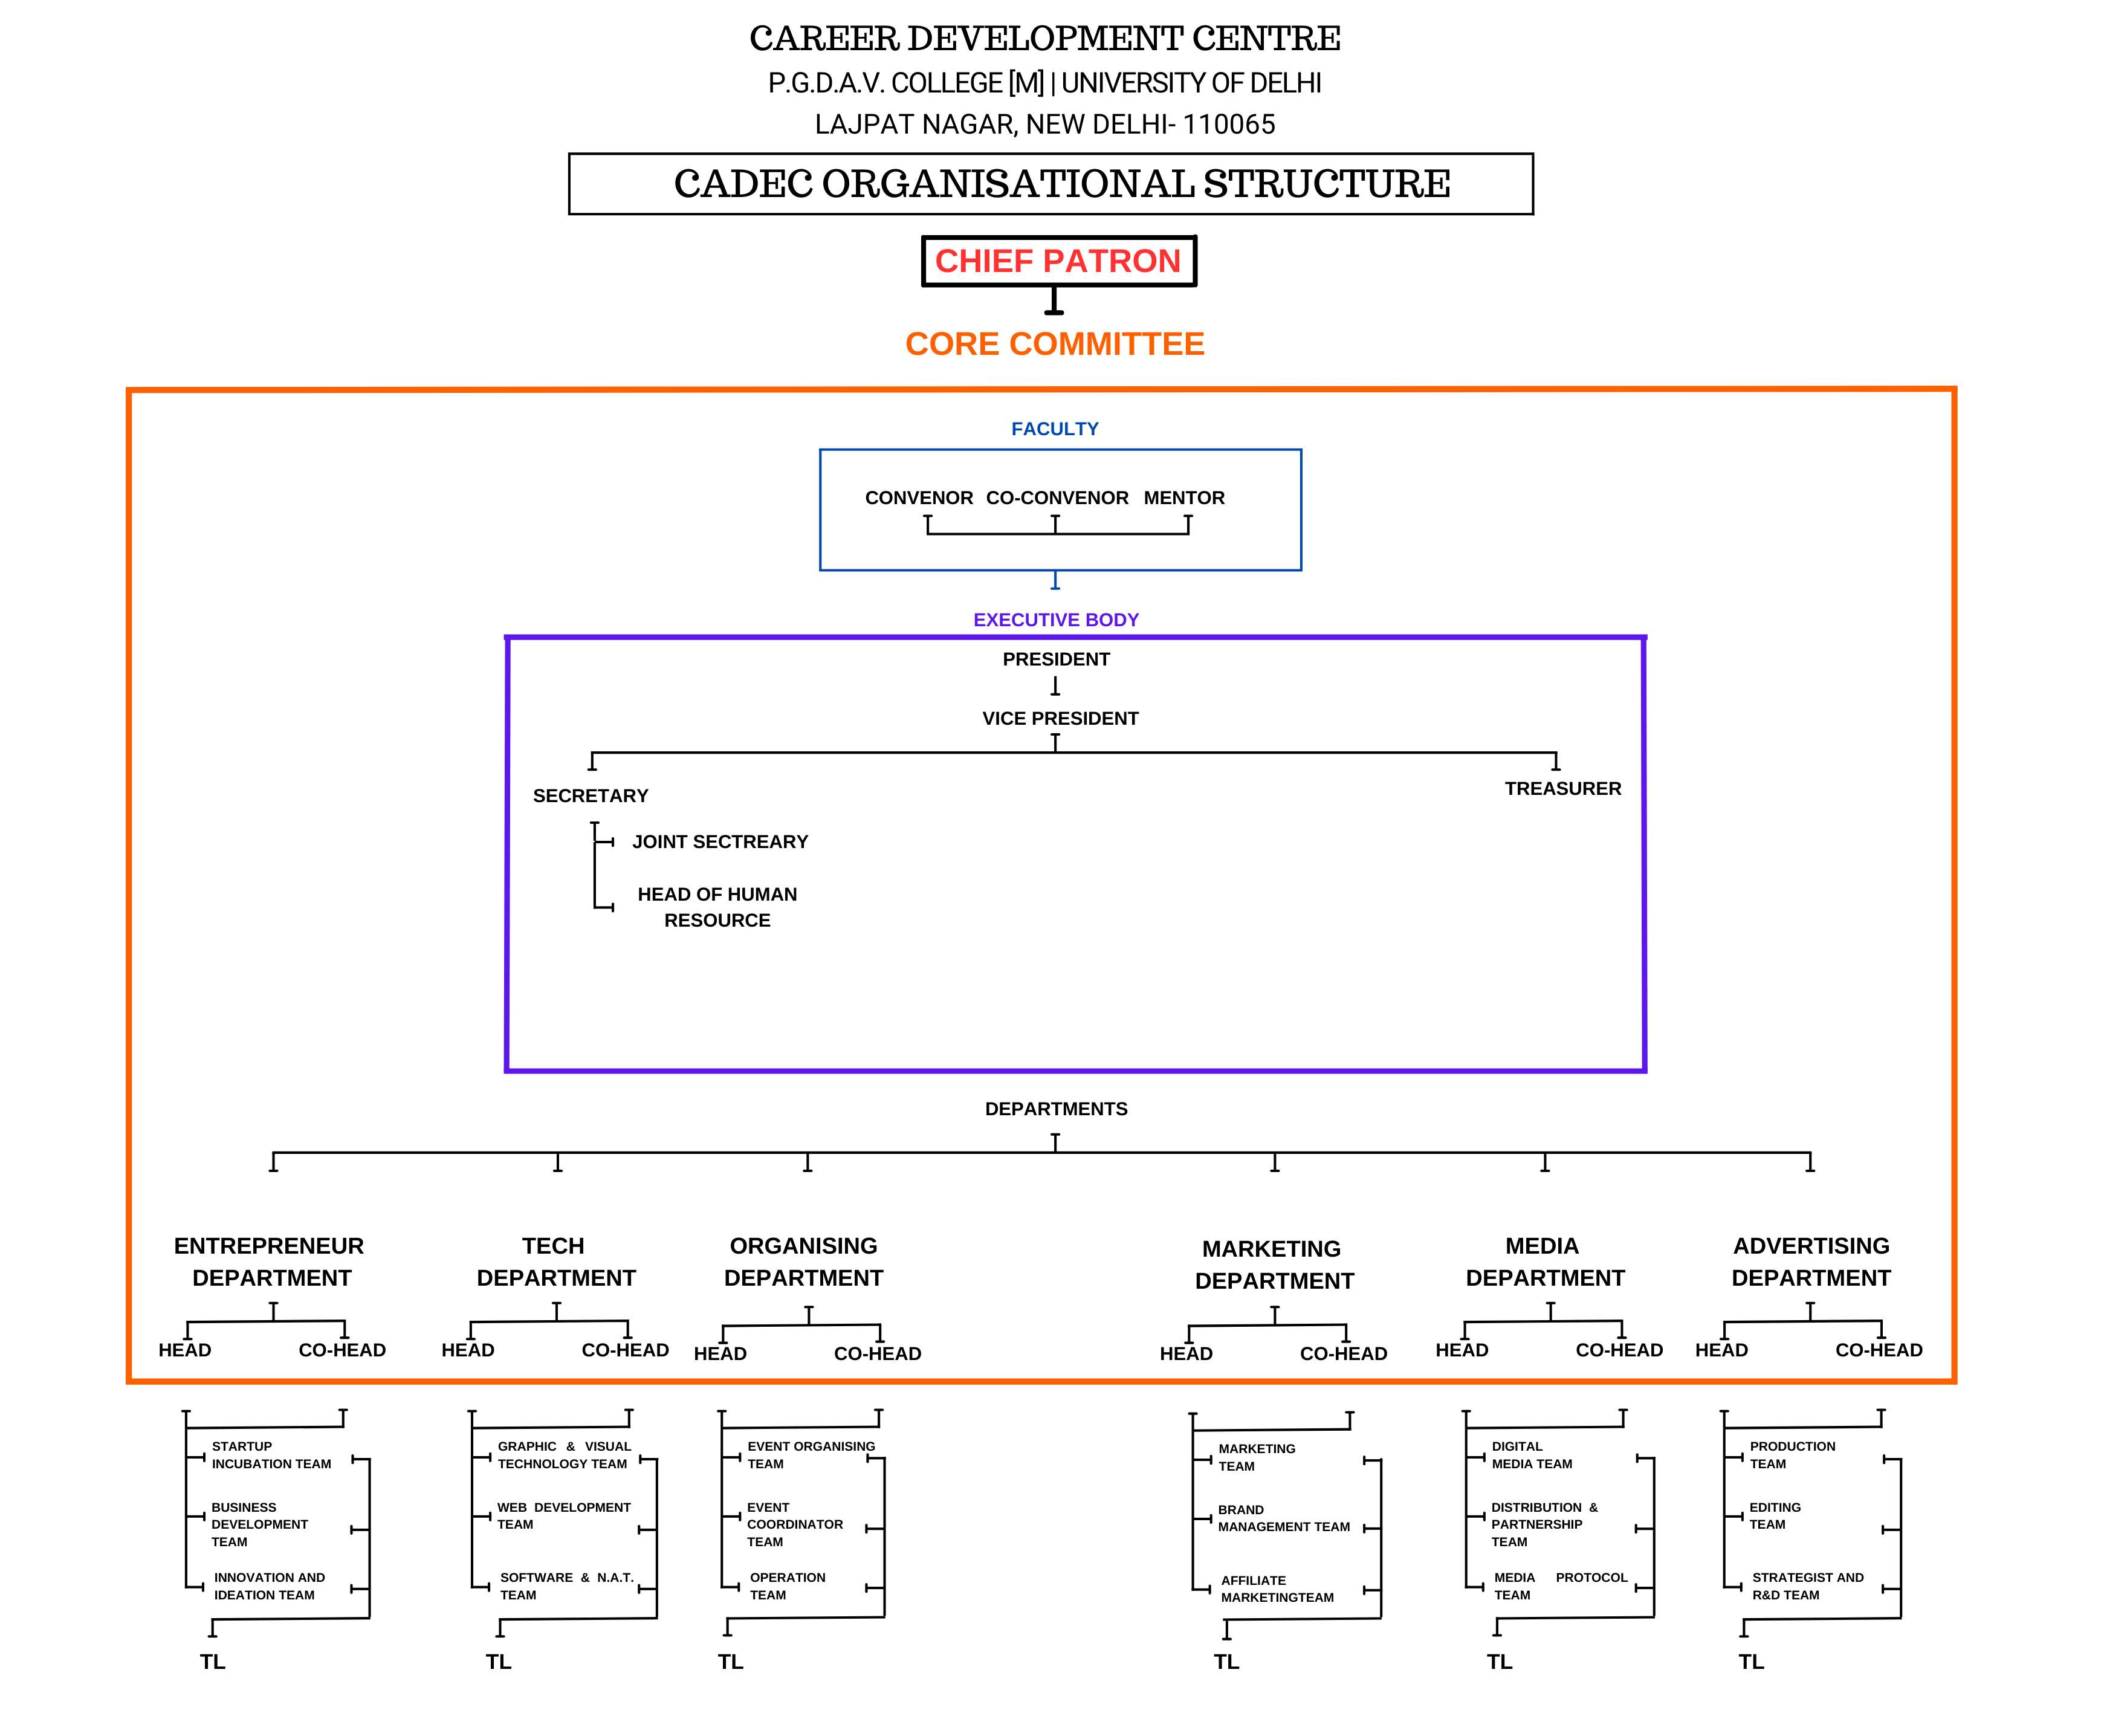 CAREER DEVELOPMENT CENTRE
P.G.D.A.V. COLLEGE [M] | UNIVERSITY OF DELHI
LAJPAT NAGAR, NEW DELHI- 110065
CADEC ORGANISATIONAL STRUCTURE
CHIEF PATRON
CORE COMMITTEE
FACULTY
CONVENOR CO-CONVENOR MENTOR
EXECUTIVE BODY
PRESIDENT
VICE PRESIDENT
SECRETARY
TREASURER
JOINT SECTREARY
HEAD OF HUMAN
RESOURCE
DEPARTMENTS
ENTREPRENEUR
DEPARTMENT
HEAD CO-HEAD
TECH
DEPARTMENT
HEAD CO-HEAD
ORGANISING
DEPARTMENT
HEAD CO-HEAD
MARKETING
DEPARTMENT
HEAD CO-HEAD
MEDIA
DEPARTMENT
HEAD CO-HEAD
ADVERTISING
DEPARTMENT
HEAD CO-HEAD
STARTUP
INCUBATION TEAM
BUSINESS
DEVELOPMENT
TEAM
INNOVATION AND
IDEATION TEAM
TL
GRAPHIC & VISUAL
TECHNOLOGY TEAM
WEB DEVELOPMENT
TEAM
SOFTWARE & N.A.T.
TEAM
TL
EVENT ORGANISING
TEAM
EVENT
COORDINATOR
TEAM
OPERATION
TEAM
TL
MARKETING
TEAM
BRAND
MANAGEMENT TEAM
AFFILIATE
MARKETINGTEAM
TL
DIGITAL
MEDIA TEAM
DISTRIBUTION &
PARTNERSHIP
TEAM
MEDIA PROTOCOL
TEAM
TL
PRODUCTION
TEAM
EDITING
TEAM
STRATEGIST AND
R&D TEAM
TL